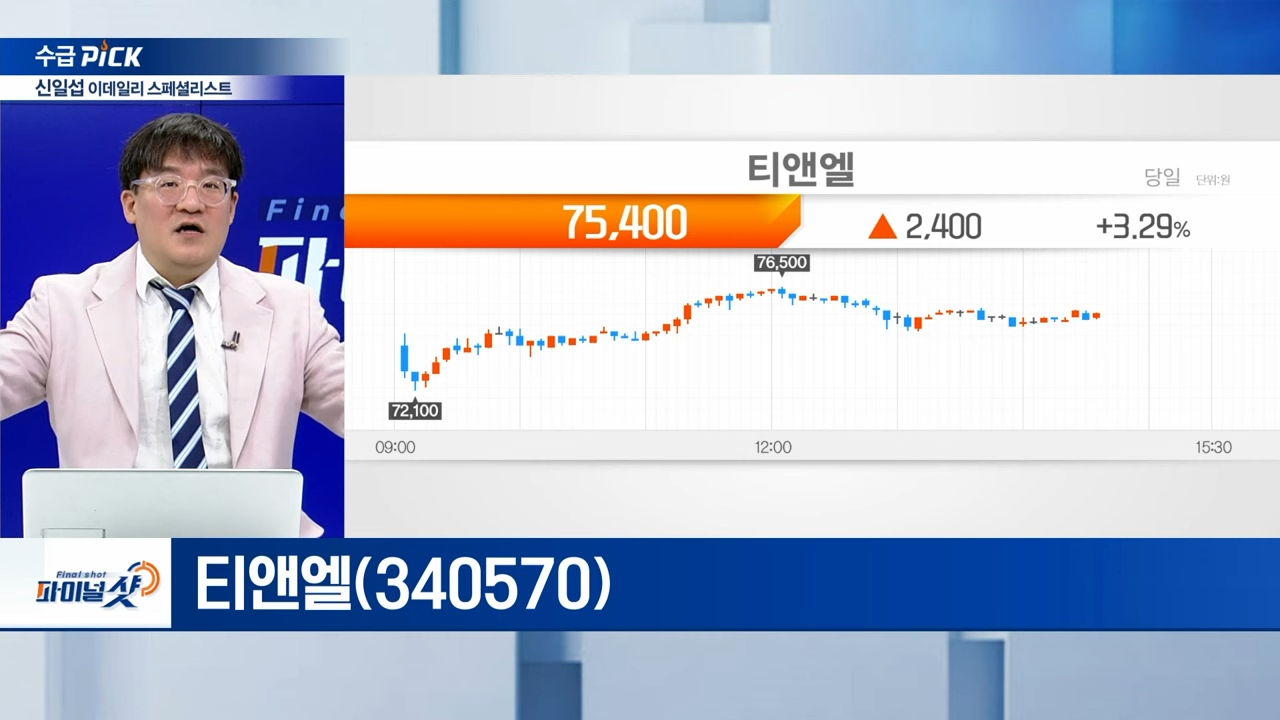 수급 PICK
신일섭 이데일리 스페셜리스트
Fin
파
티앤엘
당일 단위:원
75,400 ▲ 2,400 +3.29%
76,500
72,100
09:00 12:00 15:30
Final shot
파이널샷
티앤엘(340570)